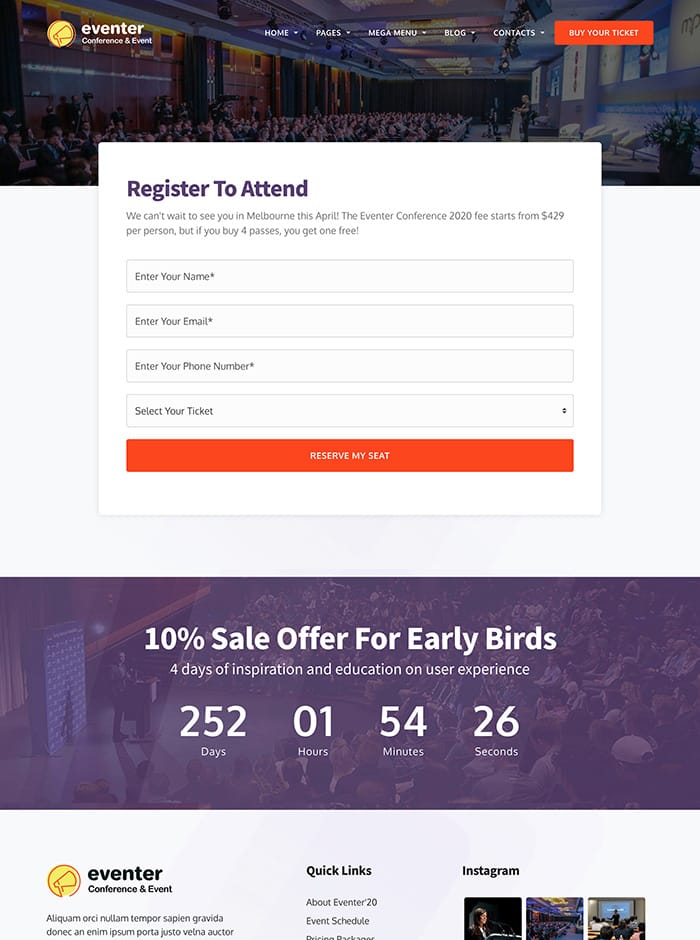 eventer
Conference & Event
HOME
PAGES
MEGA MENU
BLOG
CONTACTS
BUY YOUR TICKET
Register To Attend
We can't wait to see you in Melbourne this April! The Eventer Conference 2020 fee starts from $429
per person, but if you buy 4 passes, you get one free!
Enter Your Name*
Enter Your Email*
Enter Your Phone Number*
Select Your Ticket
RESERVE MY SEAT
10% Sale Offer For Early Birds
4 days of inspiration and education on user experience
252 01 54 26
Days Hours Minutes Seconds
eventer
Conference & Event
Aliquam orci nullam tempor sapien gravida
donec an enim ipsum porta justo velna auctor
Quick Links
About Eventer'20
Event Schedule
Pricing Packages
Instagram